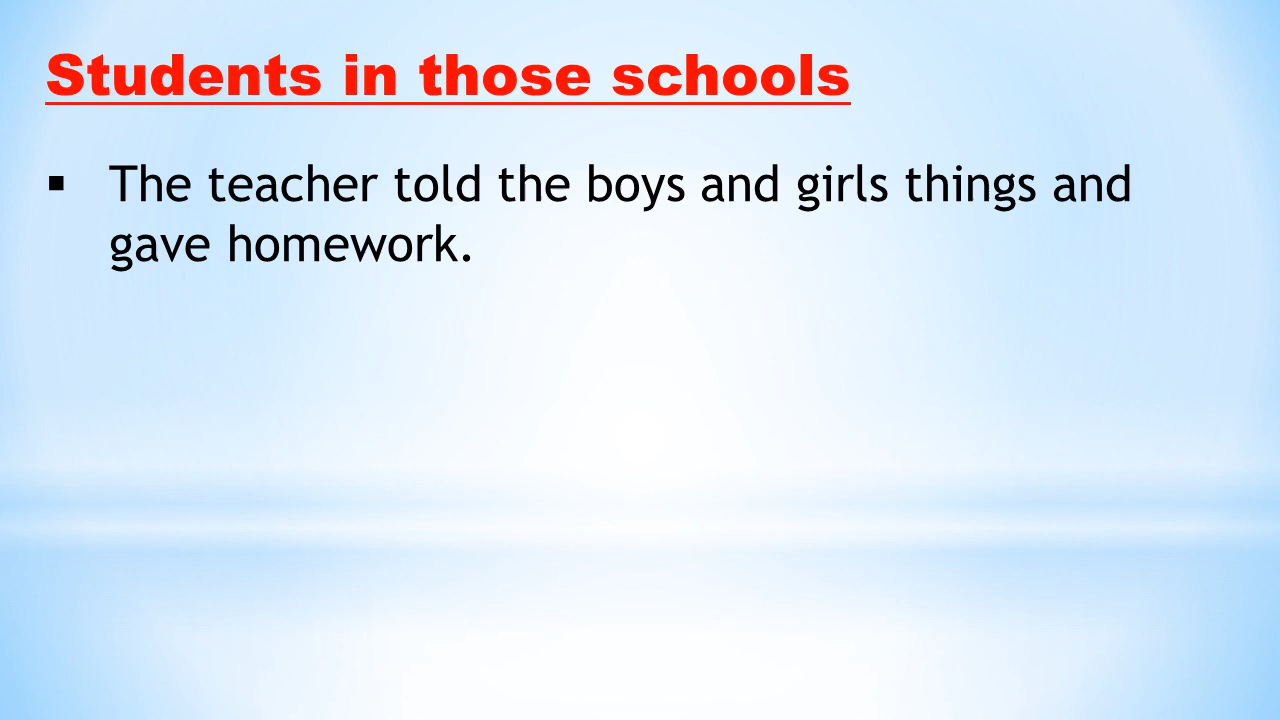 Students in those schools
▪ The teacher told the boys and girls things and
gave homework.